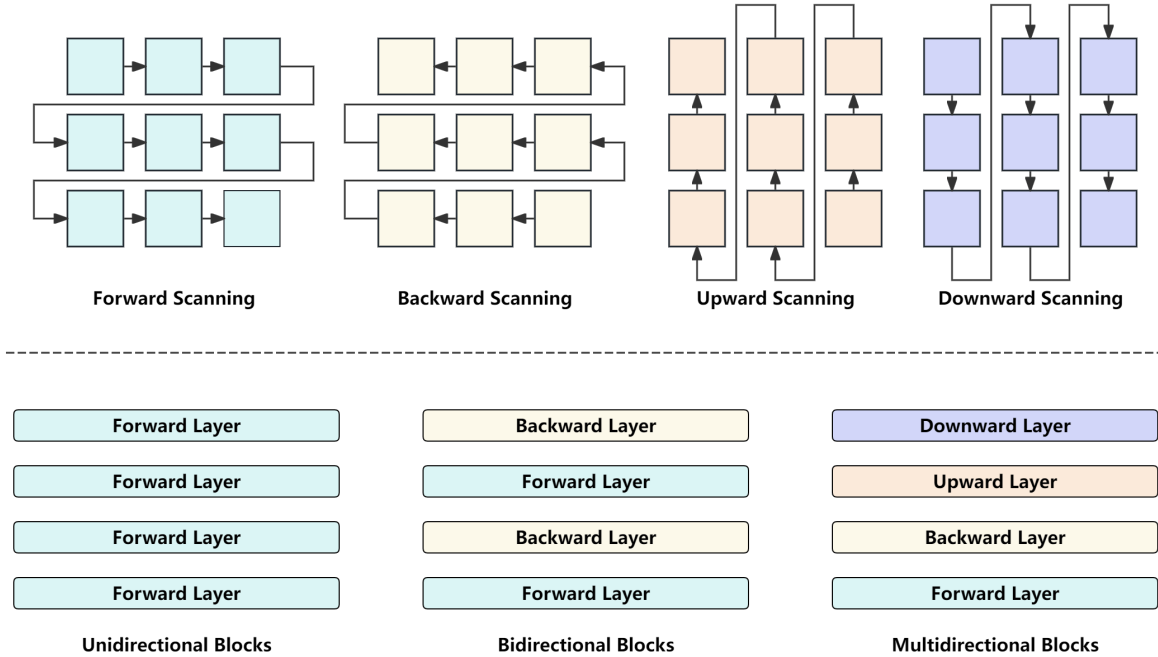 Forward Scanning
Backward Scanning
Upward Scanning
Downward Scanning
Forward Layer
Backward Layer
Downward Layer
Forward Layer
Forward Layer
Upward Layer
Forward Layer
Backward Layer
Backward Layer
Forward Layer
Forward Layer
Forward Layer
Unidirectional Blocks
Bidirectional Blocks
Multidirectional Blocks